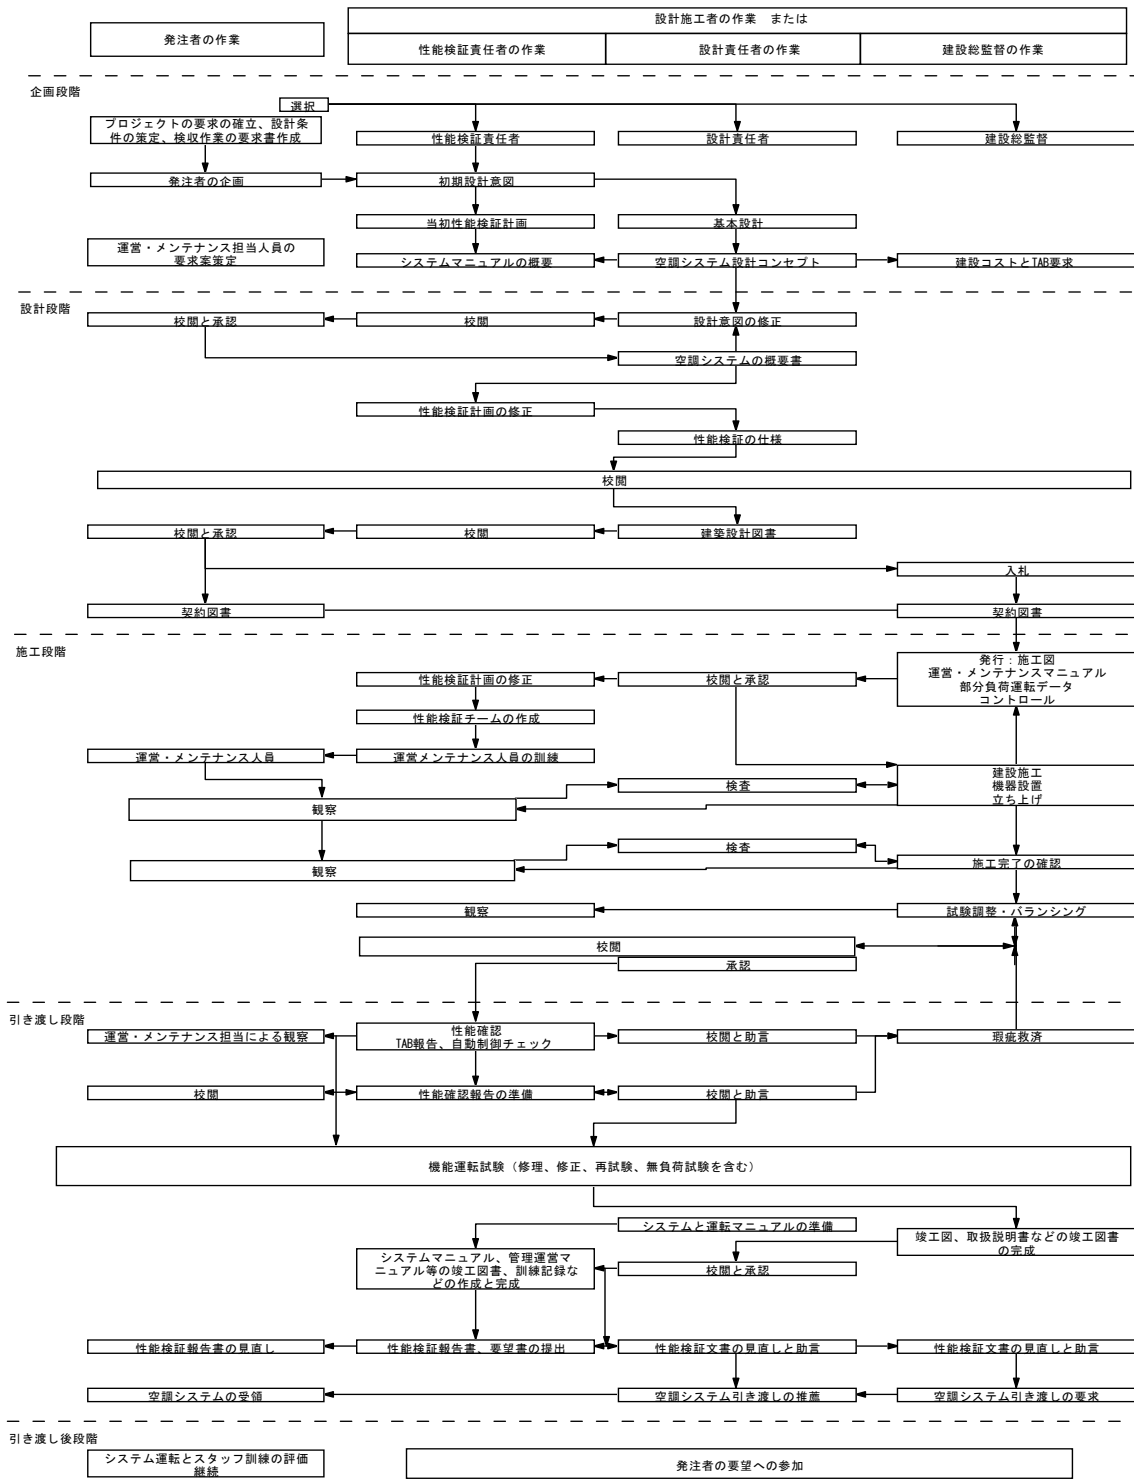 設計施工者の作業　または
発注者の作業
性能検証責任者の作業
設計責任者の作業
建設総監督の作業
企画段階
選択
プロジェクトの要求の確立、設計条
件の策定、検収作業の要求書作成
性能検証責任者
設計責任者
建設総監督
発注者の企画
初期設計意図
当初性能検証計画
基本設計
運営・メンテナンス担当人員の
要求案策定
システムマニュアルの概要
空調システム設計コンセプト
建設コストとTAB要求
設計段階
校閲と承認
校閲
設計意図の修正
空調システムの概要書
性能検証計画の修正
性能検証の仕様
校閲
校閲と承認
校閲
建築設計図書
入札
契約図書
契約図書
施工段階
発行：施工図
運営・メンテナンスマニュアル
部分負荷運転データ
コントロール
性能検証計画の修正
校閲と承認
性能検証チームの作成
運営・メンテナンス人員
運営メンテナンス人員の訓練
建設施工
機器設置
立ち上げ
検査
観察
検査
施工完了の確認
観察
観察
試験調整・バランシング
校閲
承認
引き渡し段階
運営・メンテナンス担当による観察
性能確認
TAB報告、自動制御チェック
校閲と助言
瑕疵救済
校閲
性能確認報告の準備
校閲と助言
機能運転試験（修理、修正、再試験、無負荷試験を含む）
システムと運転マニュアルの準備
竣工図、取扱説明書などの竣工図書
の完成
システムマニュアル、管理運営マ
ニュアル等の竣工図書、訓練記録な
どの作成と完成
校閲と承認
性能検証報告書の見直し
性能検証報告書、要望書の提出
性能検証文書の見直しと助言
性能検証文書の見直しと助言
空調システムの受領
空調システム引き渡しの推薦
空調システム引き渡しの要求
引き渡し後段階
システム運転とスタッフ訓練の評価
継続
発注者の要望への参加